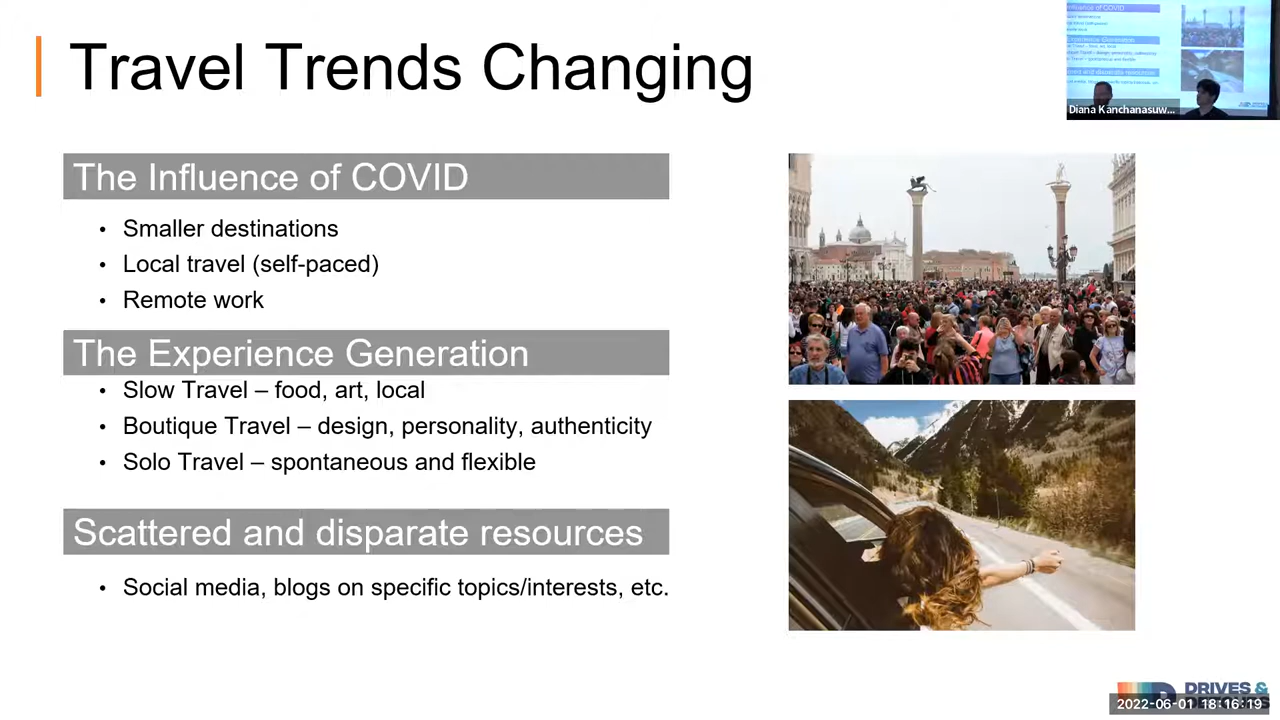 Travel Trends Changing
The Influence of COVID
• Smaller destinations
• Local travel (self-paced)
• Remote work
The Experience Generation
• Slow Travel – food, art, local
• Boutique Travel – design, personality, authenticity
• Solo Travel – spontaneous and flexible
Scattered and disparate resources
• Social media, blogs on specific topics/interests, etc.
Diana Kanchanasuw...
DRIVES &
2022-06-01 18:16:19